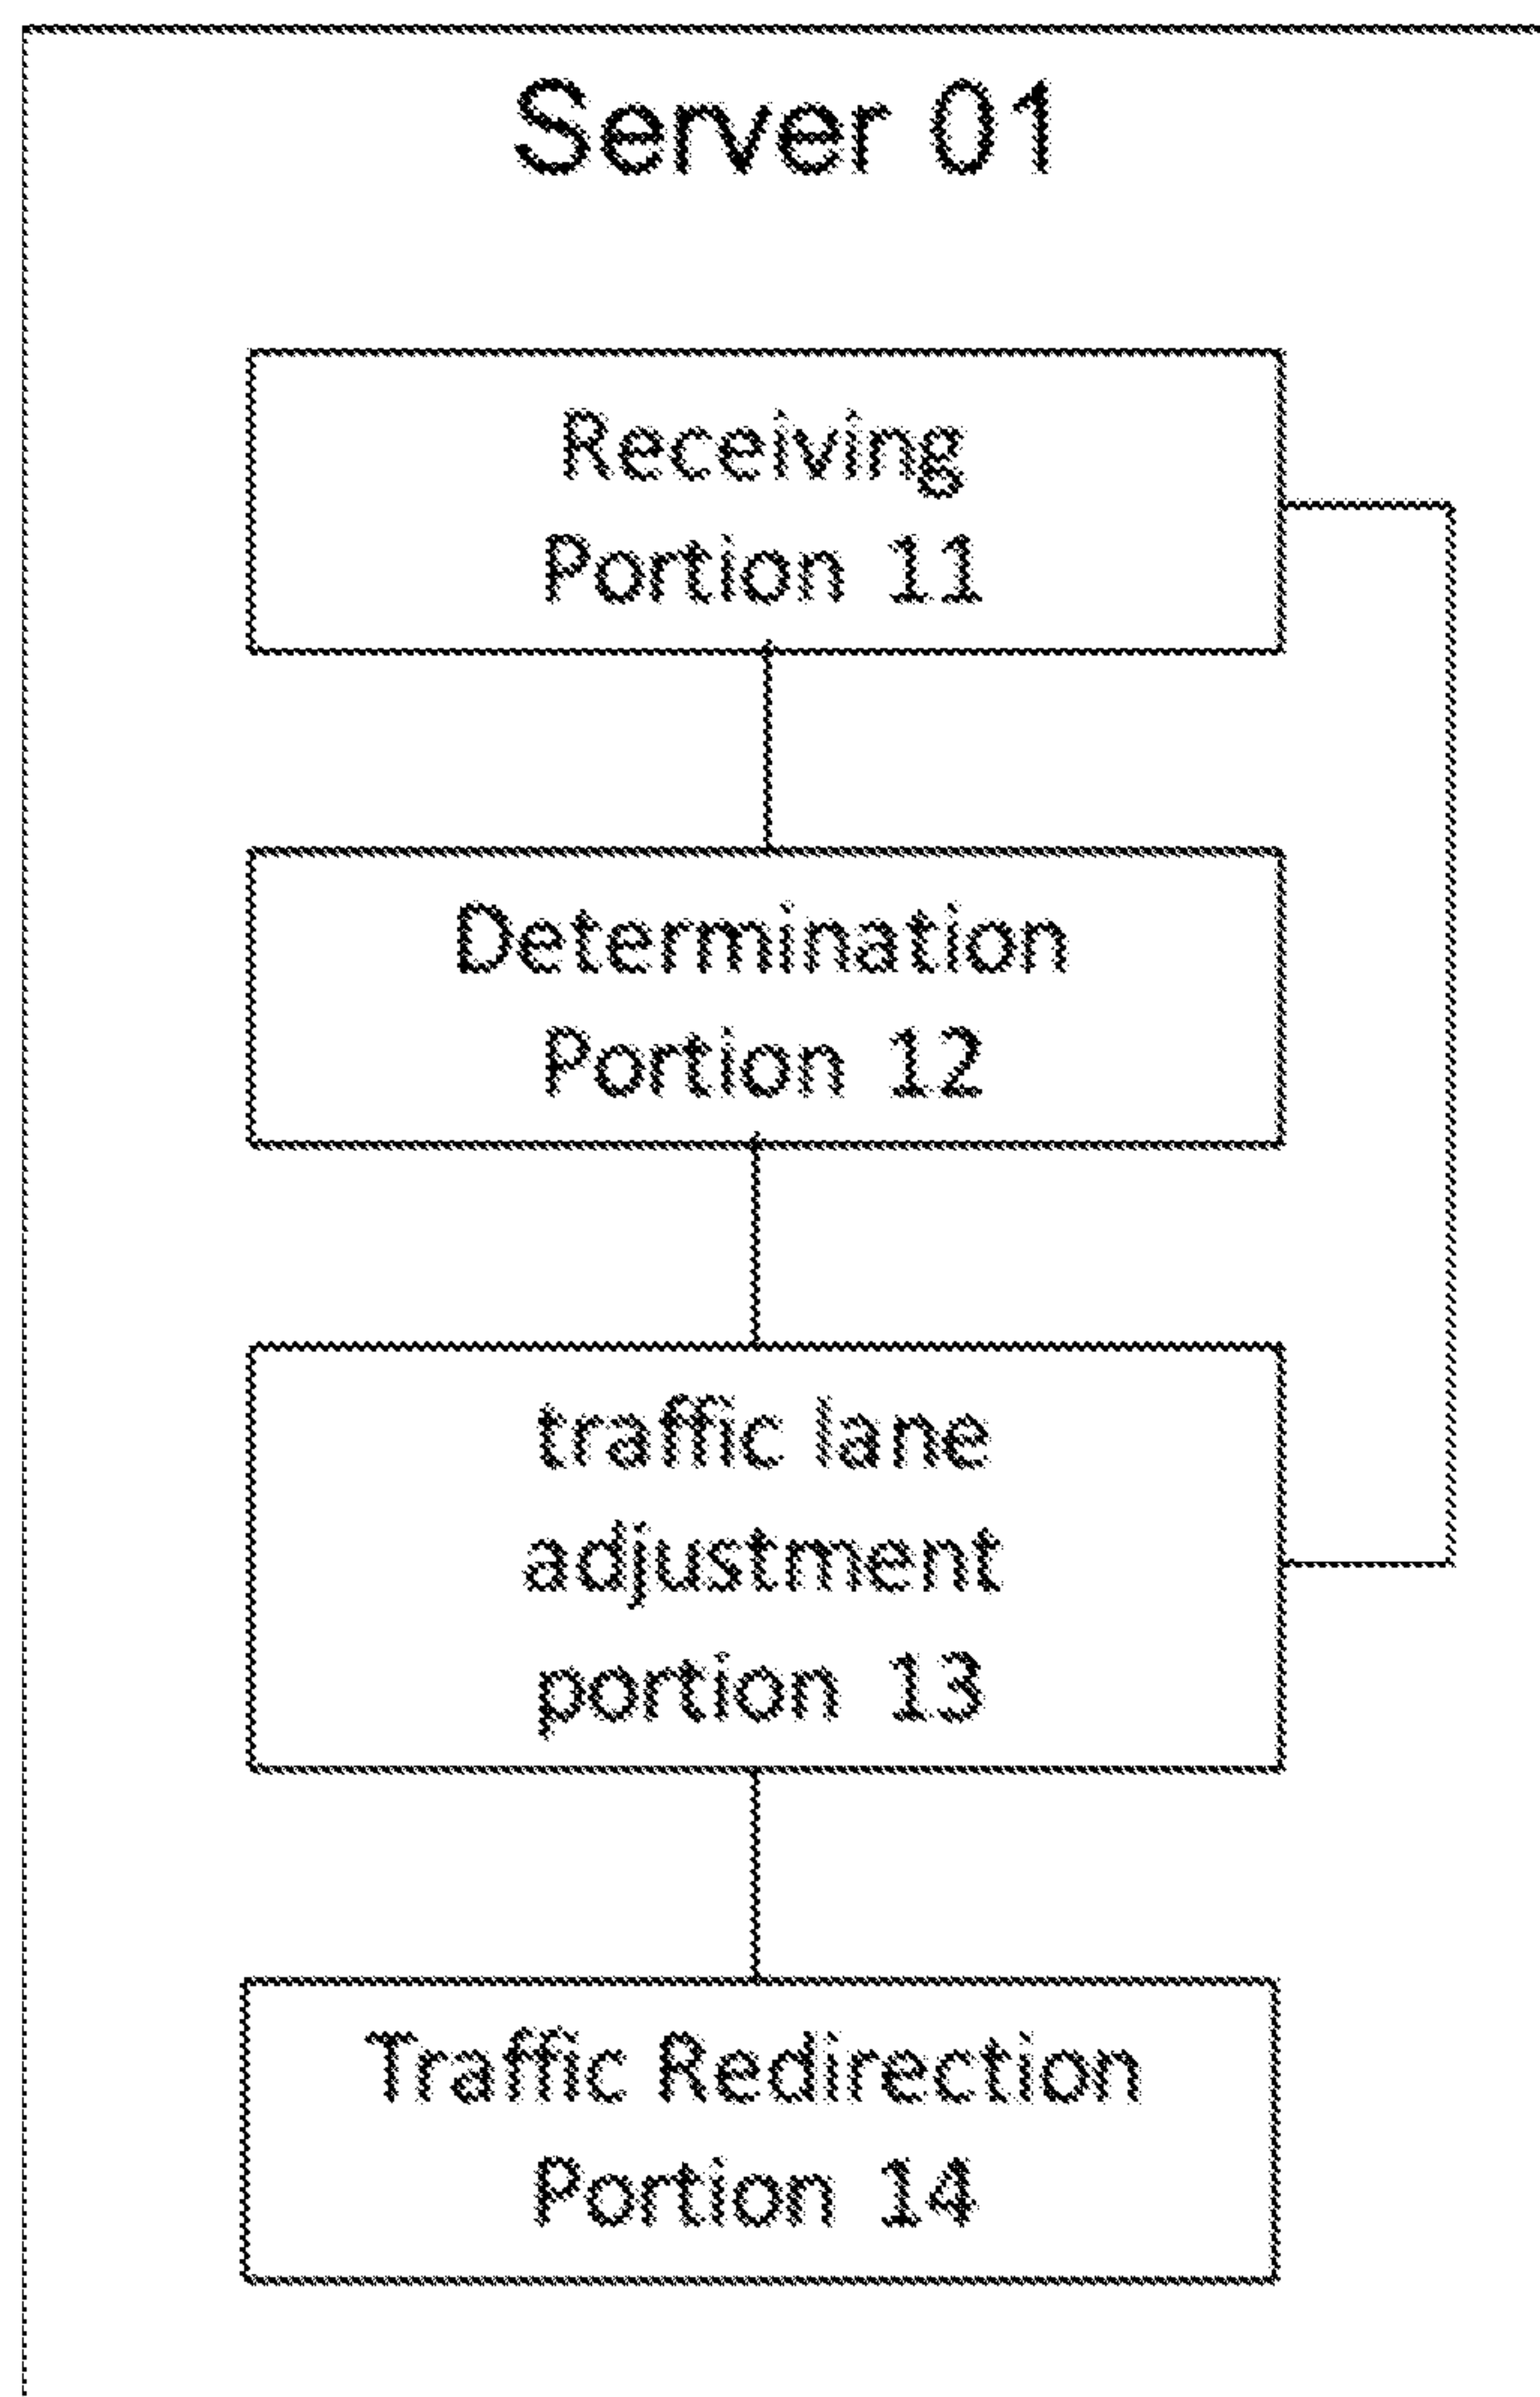 Server 01
Receiving
Portion 11
Determination
Portion 12
traffic lane
adjustment
portion 13
Traffic Redirection
Portion 14